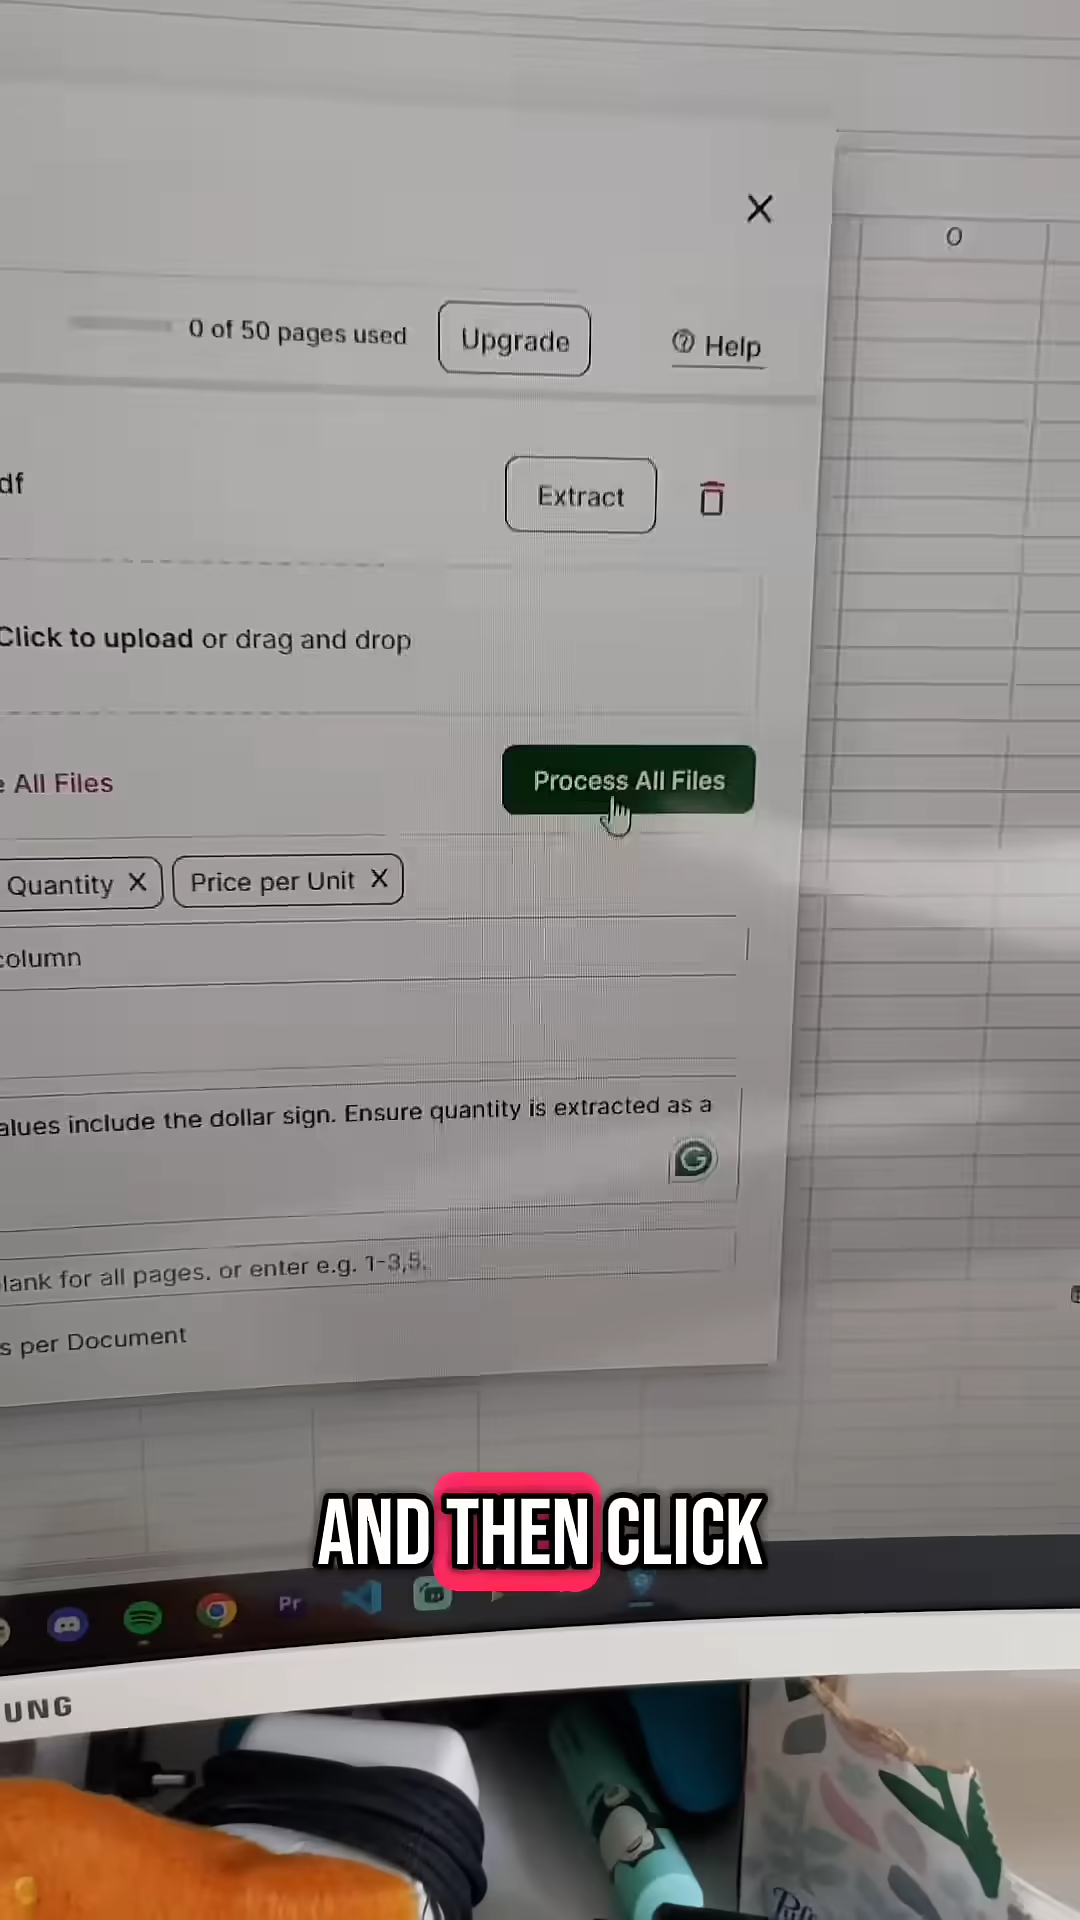 O
0 of 50 pages used
Upgrade
Help
df
Extract
Click to upload or drag and drop
All Files
Process All Files
Quantity X
Price per Unit X
column
alues include the dollar sign. Ensure quantity is extracted as a
lank for all pages. or enter e.g. 1-3,5.
s per Document
AND THEN CLICK
Pr
UNG